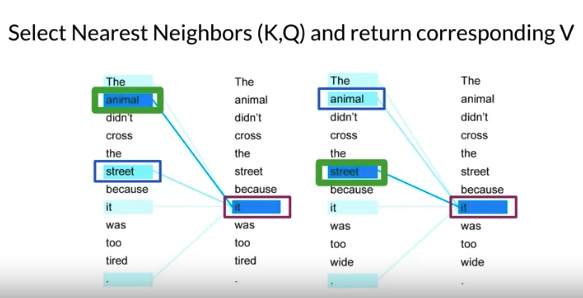 Select Nearest Neighbors (K,Q) and return corresponding V
The
animal
didn't
cross
the
street
because
it
was
too
tired
.
The
animal
didn't
cross
the
street
because
it
was
too
tired
.
The
animal
didn't
cross
the
street
because
it
was
too
wide
.
The
animal
didn't
cross
the
street
because
it
was
too
wide
.